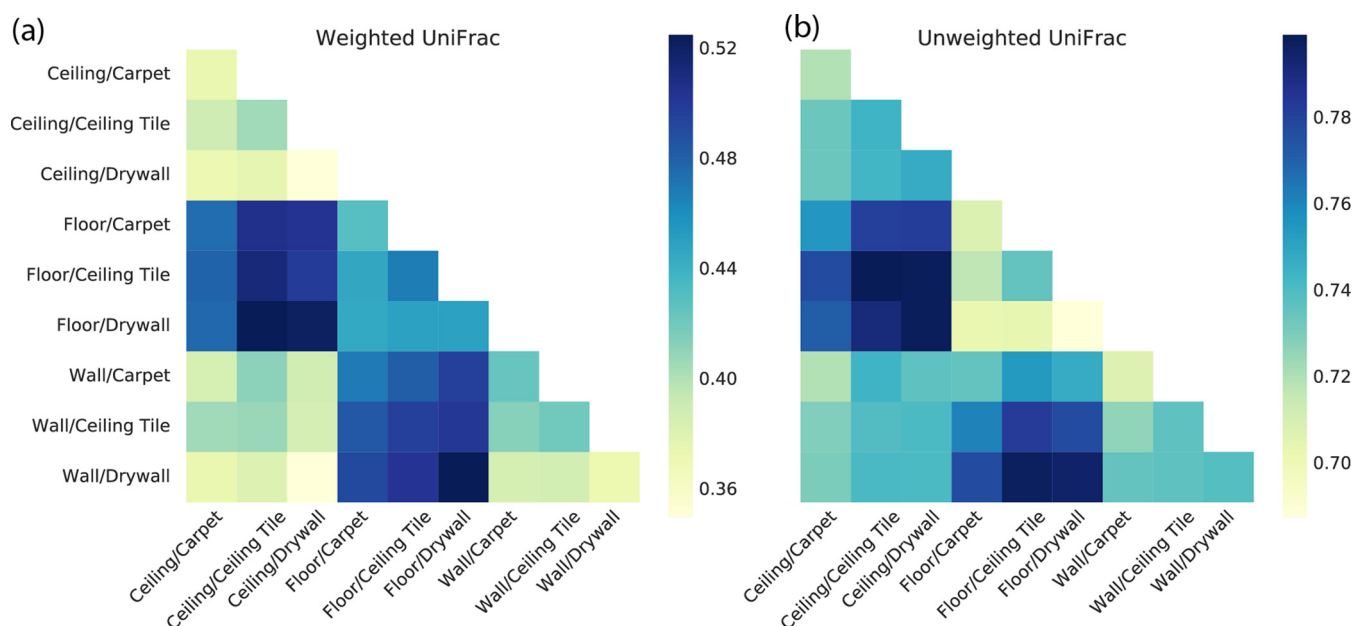 (a)
Weighted UniFrac
Ceiling/Carpet
Ceiling/Ceiling Tile
Ceiling/Drywall
Floor/Carpet
Floor/Ceiling Tile
Floor/Drywall
Wall/Carpet
Wall/Ceiling Tile
Wall/Drywall
Ceiling/Carpet
Ceiling/Ceiling Tile
Ceiling/Drywall
Floor/Carpet
Floor/Ceiling Tile
Floor/Drywall
Wall/Carpet
Wall/Ceiling Tile
Wall/Drywall
0.52
0.48
0.44
0.40
0.36
(b)
Unweighted UniFrac
Ceiling/Carpet
Ceiling/Ceiling Tile
Ceiling/Drywall
Floor/Carpet
Floor/Ceiling Tile
Floor/Drywall
Wall/Carpet
Wall/Ceiling Tile
Wall/Drywall
0.78
0.76
0.74
0.72
0.70